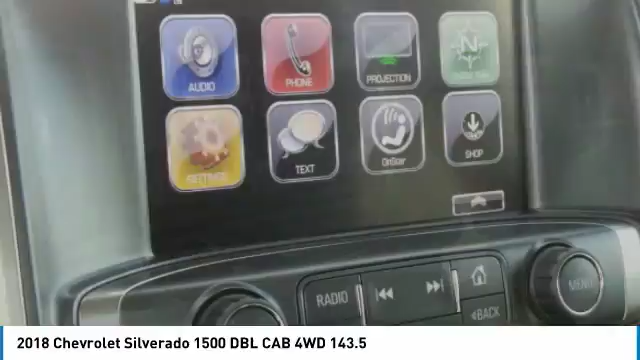 AUDIO
PHONE
PROJECTION
N
SETTINGS
TEXT
OnStar
SHOP
RADIO
MENU
BACK
2018 Chevrolet Silverado 1500 DBL CAB 4WD 143.5